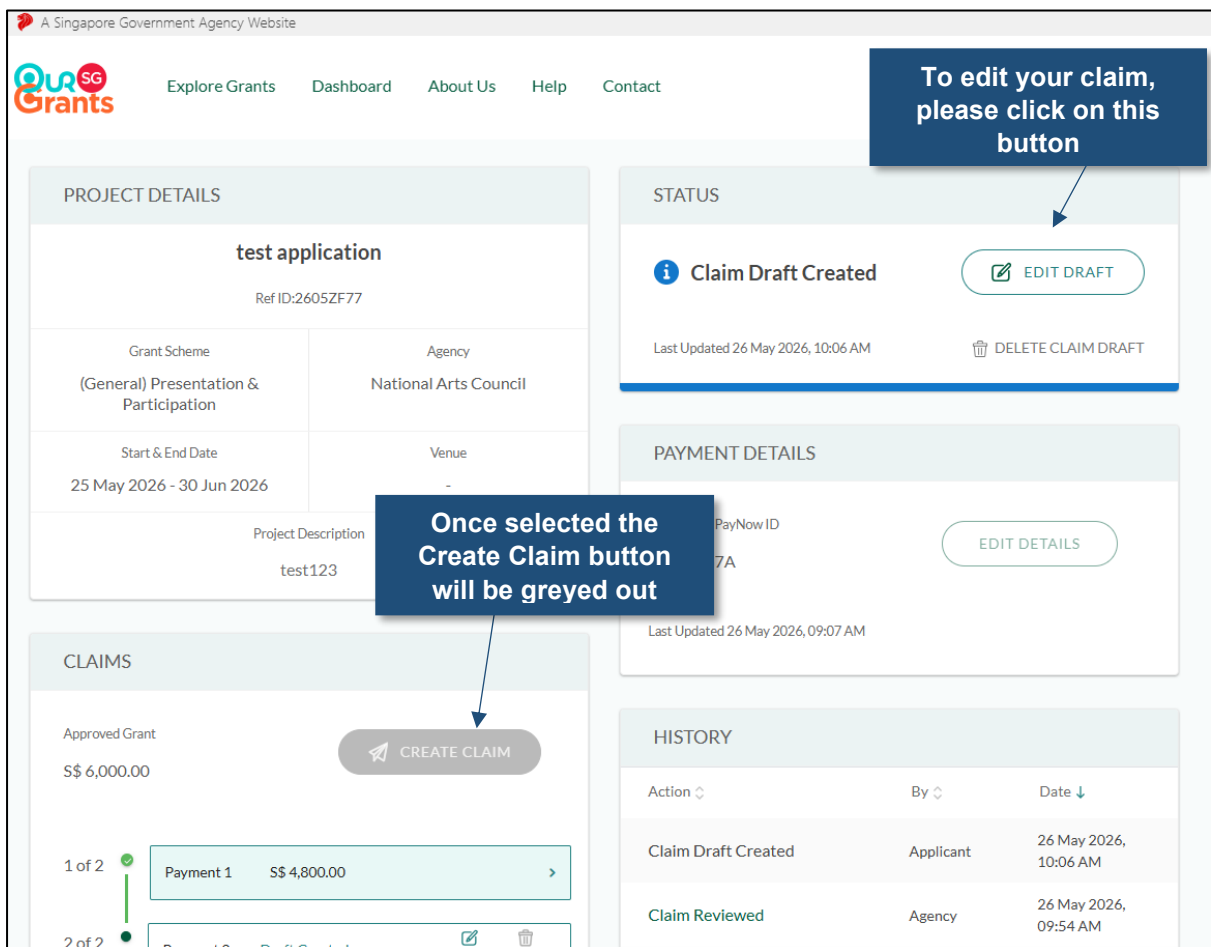 A Singapore Government Agency Website
OUR SG
Grants
Explore Grants Dashboard About Us Help Contact
To edit your claim,
please click on this
button
PROJECT DETAILS
test application
Ref ID:2605ZF77
Grant Scheme
(General) Presentation &
Participation
Agency
National Arts Council
Start & End Date
25 May 2026 - 30 Jun 2026
Venue
-
Project Description
test123
STATUS
Claim Draft Created
EDIT DRAFT
Last Updated 26 May 2026, 10:06 AM
DELETE CLAIM DRAFT
PAYMENT DETAILS
PayNow ID
7A
EDIT DETAILS
Last Updated 26 May 2026, 09:07 AM
Once selected the
Create Claim button
will be greyed out
CLAIMS
Approved Grant
S$ 6,000.00
CREATE CLAIM
1 of 2
Payment 1 S$ 4,800.00
2 of 2
HISTORY
Action By Date
Claim Draft Created Applicant 26 May 2026,
10:06 AM
Claim Reviewed Agency 26 May 2026,
09:54 AM